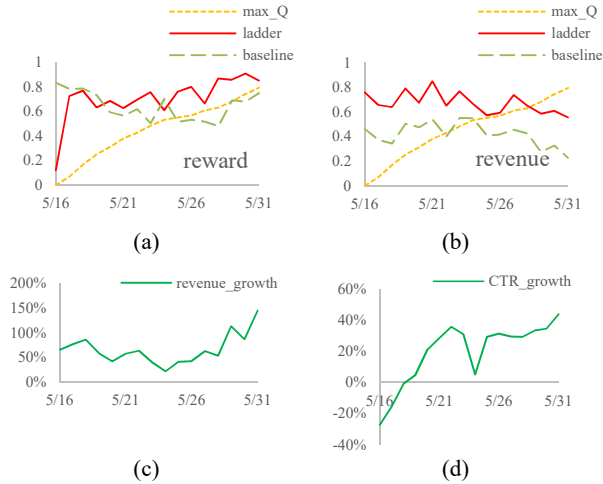 max_Q
ladder
baseline
1
0.8
0.6
0.4
0.2
0
reward
5/16 5/21 5/26 5/31
(a)
max_Q
ladder
baseline
1
0.8
0.6
0.4
0.2
0
revenue
5/16 5/21 5/26 5/31
(b)
revenue_growth
200%
150%
100%
50%
0%
5/16 5/21 5/26 5/31
(c)
CTR_growth
60%
40%
20%
0%
-20%
-40%
5/16 5/21 5/26 5/31
(d)